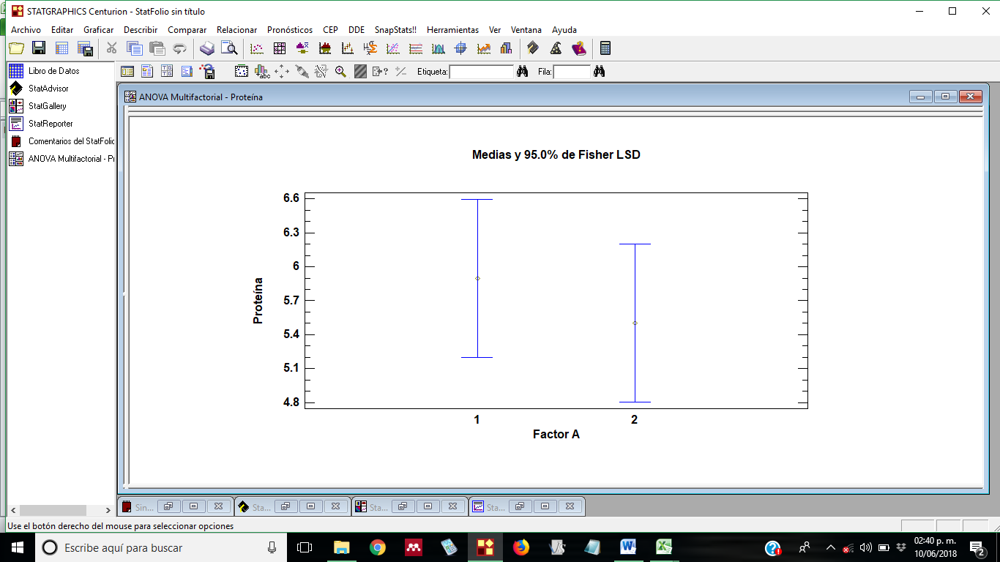 STATGRAPHICS Centurion - StatFolio sin título
Archivo Editar Graficar Describir Comparar Relacionar Pronósticos CEP DDE SnapStats!! Herramientas Ver Ventana Ayuda
Etiqueta: Fila:
Libro de Datos
StatAdvisor
StatGallery
StatReporter
Comentarios del StatFolio
ANOVA Multifactorial - Pr
ANOVA Multifactorial - Proteína
Medias y 95.0% de Fisher LSD
6.6
6.3
6
5.7
5.4
5.1
4.8
Proteína
1 2
Factor A
Sin... Sta... Sta... Sta...
Use el botón derecho del mouse para seleccionar opciones
Escribe aquí para buscar
02:40 p. m.
10/06/2018
2